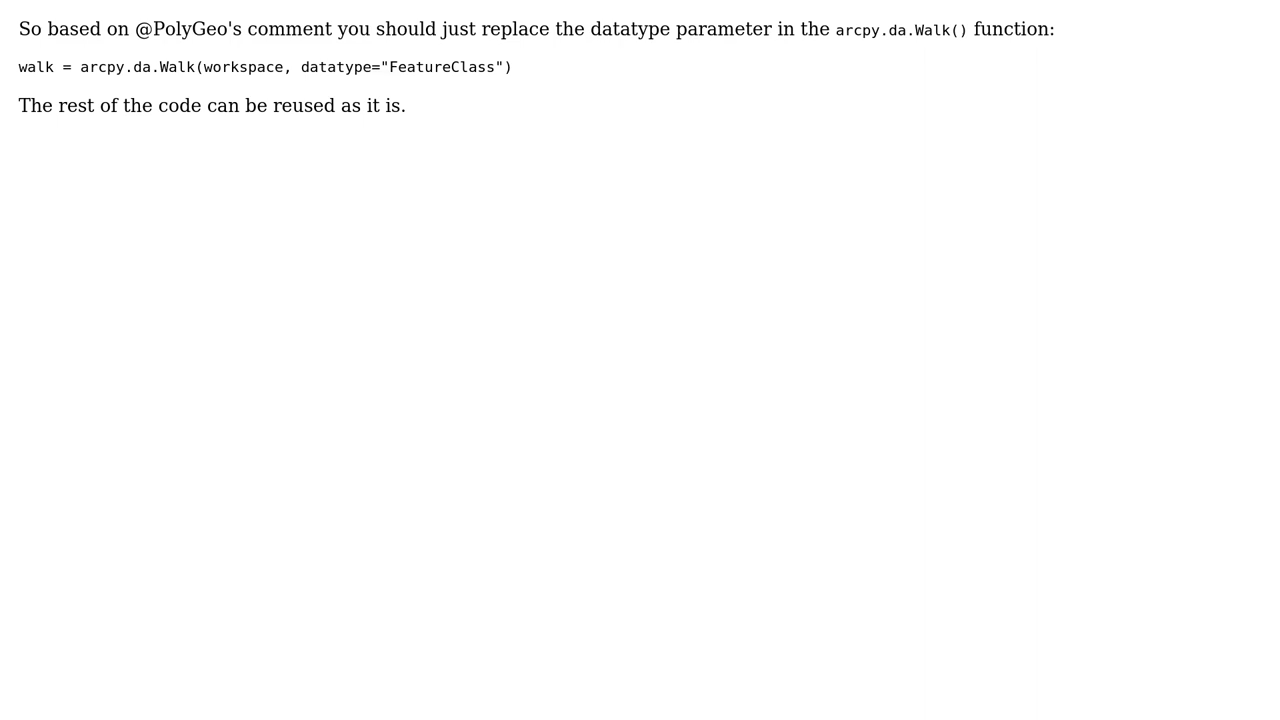 So based on @PolyGeo's comment you should just replace the datatype parameter in the arcpy.da.Walk() function:
walk = arcpy.da.Walk(workspace, datatype="FeatureClass")
The rest of the code can be reused as it is.